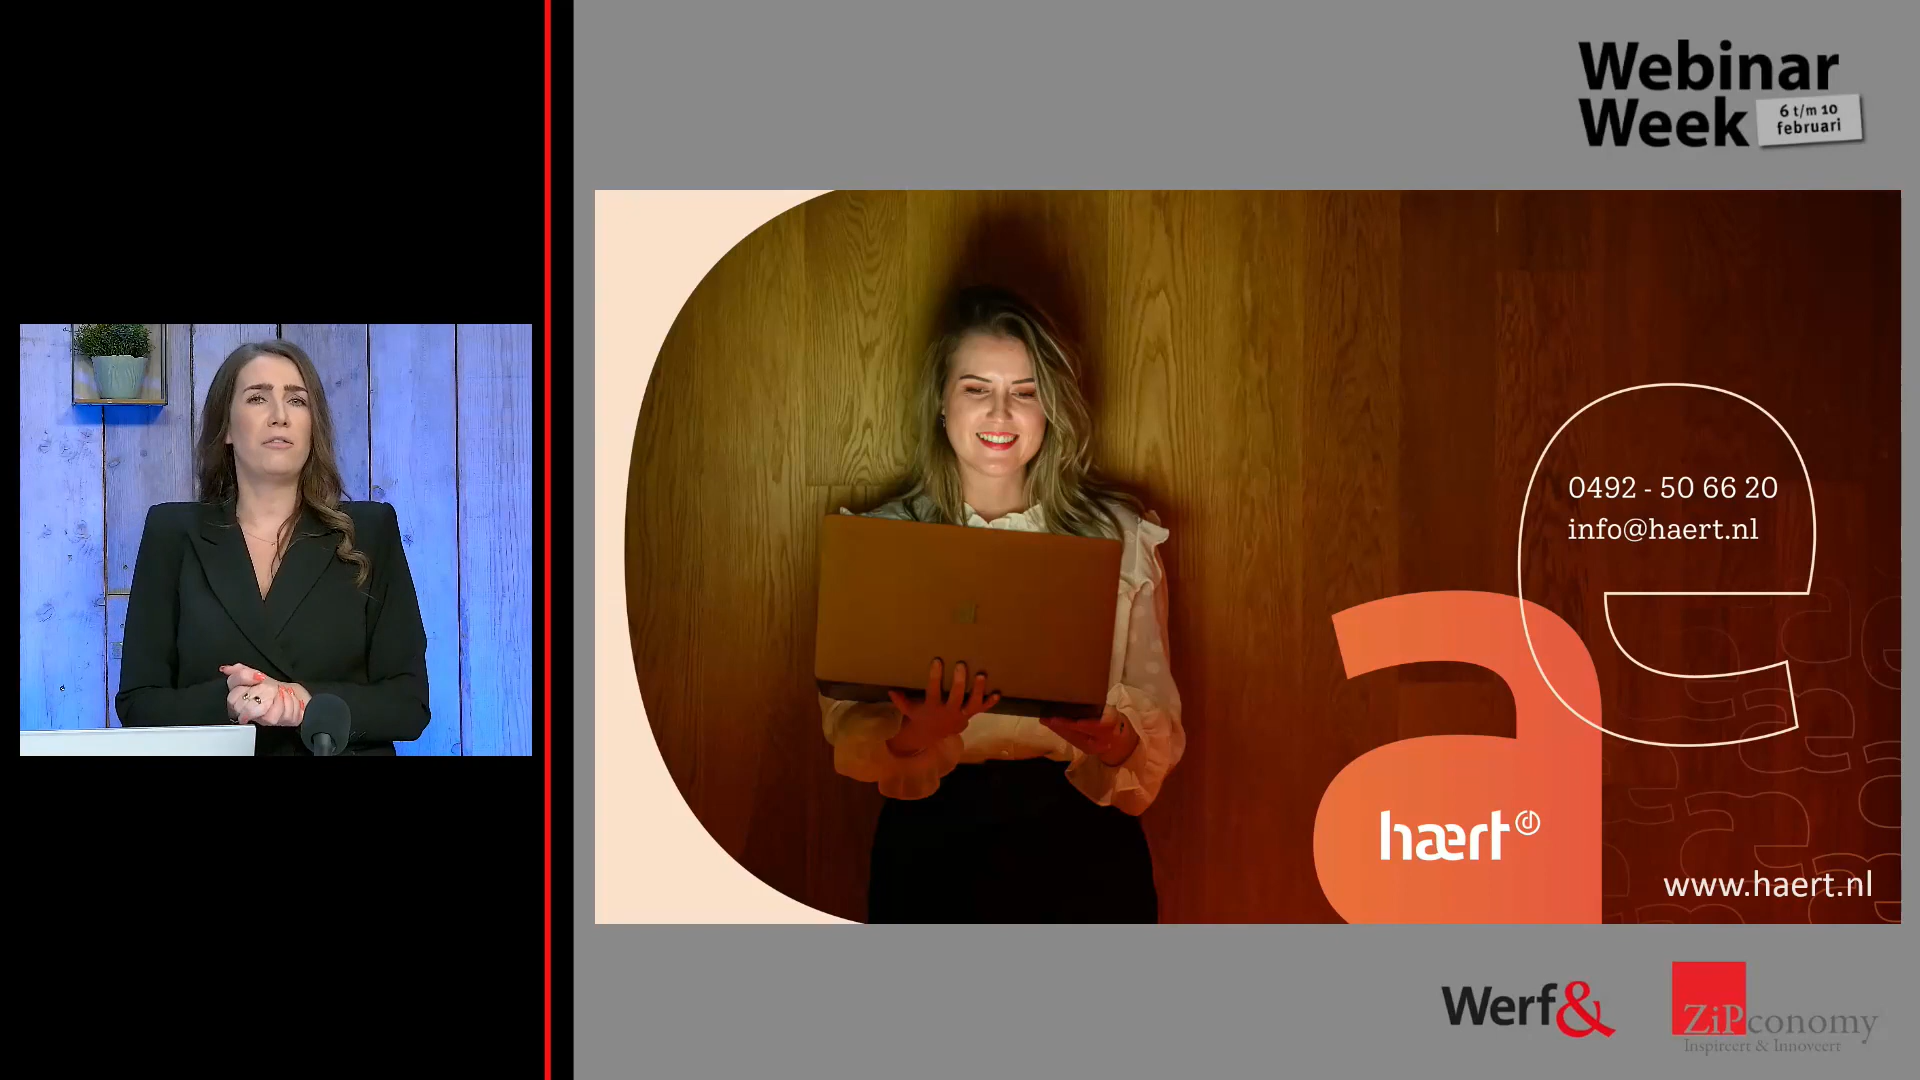 Webinar
Week
6 t/m 10
februari
0492 - 50 66 20
info@haert.nl
hært
www.haert.nl
Werf&
ZiPconomy
Inspireert & Innoveert